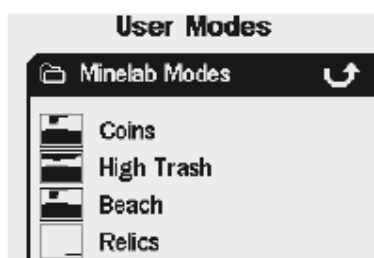 User Modes
Minelab Modes
Coins
High Trash
Beach
Relics